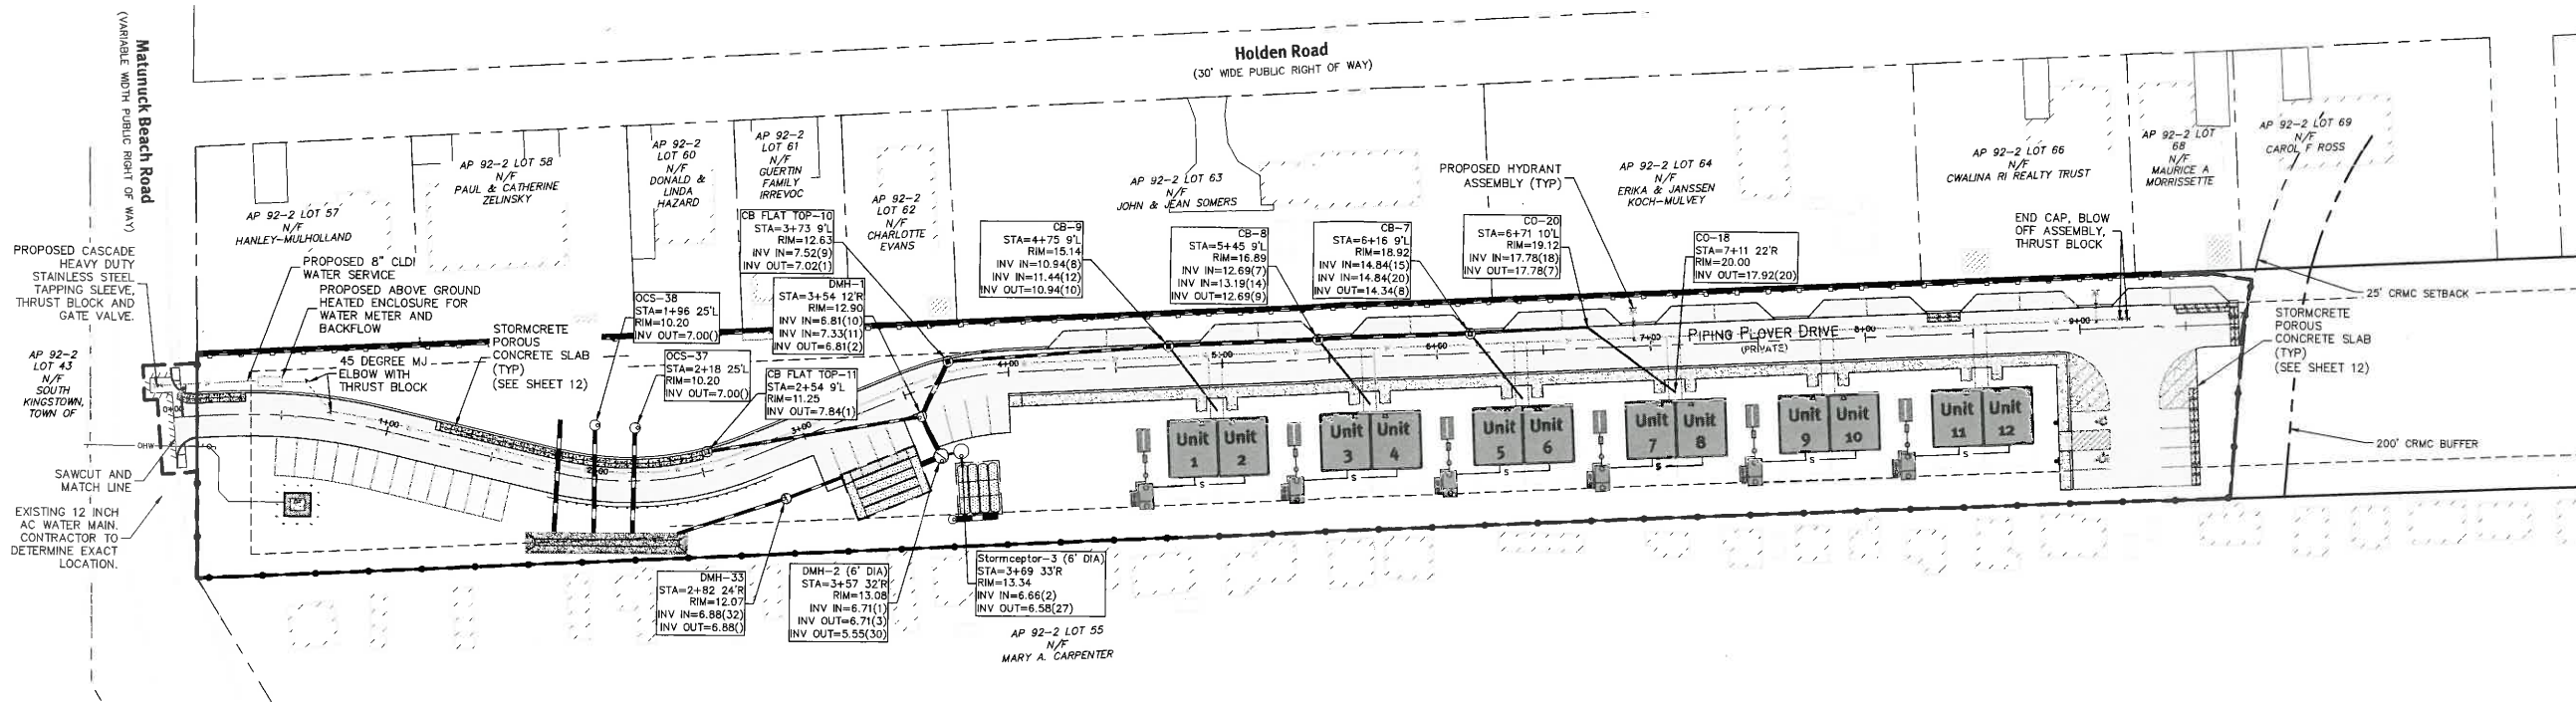 Matunuck Beach Road
(VARIABLE WIDTH PUBLIC RIGHT OF WAY)
Holden Road
(30' WIDE PUBLIC RIGHT OF WAY)
AP 92-2 LOT 57
N/F
HANLEY-MULHOLLAND
AP 92-2 LOT 58
N/F
PAUL & CATHERINE
ZELINSKY
AP 92-2
LOT 60
N/F
DONALD &
LINDA
HAZARD
AP 92-2
LOT 61
N/F
GUERTIN
FAMILY
IRREVOC
AP 92-2
LOT 62
N/F
CHARLOTTE
EVANS
AP 92-2 LOT 63
N/F
JOHN & JEAN SOMERS
PROPOSED HYDRANT
ASSEMBLY (TYP)
AP 92-2 LOT 64
N/F
ERIKA & JANSSEN
KOCH-MULVEY
AP 92-2 LOT 66
N/F
CWALINA RI REALTY TRUST
AP 92-2 LOT
68
N/F
MAURICE A
MORRISSETTE
AP 92-2 LOT 69
N/F
CAROL F ROSS
END CAP, BLOW
OFF ASSEMBLY,
THRUST BLOCK
25' CRMC SETBACK
STORMCRETE
POROUS
CONCRETE SLAB
(TYP)
(SEE SHEET 12)
200' CRMC BUFFER
PROPOSED CASCADE
HEAVY DUTY
STAINLESS STEEL
TAPPING SLEEVE,
THRUST BLOCK AND
GATE VALVE.
AP 92-2
LOT 43
N/F
SOUTH
KINGSTOWN,
TOWN OF
OHW
SAWCUT AND
MATCH LINE
EXISTING 12 INCH
AC WATER MAIN.
CONTRACTOR TO
DETERMINE EXACT
LOCATION.
PROPOSED 8" CLDI
WATER SERVICE
PROPOSED ABOVE GROUND
HEATED ENCLOSURE FOR
WATER METER AND
BACKFLOW
45 DEGREE MJ
ELBOW WITH
THRUST BLOCK
STORMCRETE
POROUS
CONCRETE SLAB
(TYP)
(SEE SHEET 12)
OCS-38
STA=1+96 25'L
RIM=10.20
INV OUT=7.00()
OCS-37
STA=2+18 25'L
RIM=10.20
INV OUT=7.00()
CB FLAT TOP-10
STA=3+73 9'L
RIM=12.63
INV IN=7.52(9)
INV OUT=7.02(1)
DMH-1
STA=3+54 12'R
RIM=12.90
INV IN=6.81(10)
INV IN=7.33(11)
INV OUT=6.81(2)
CB FLAT TOP-11
STA=2+54 9'L
RIM=11.25
INV OUT=7.84(1)
CB-9
STA=4+75 9'L
RIM=15.14
INV IN=10.94(8)
INV IN=11.44(12)
INV OUT=10.94(10)
CB-8
STA=5+45 9'L
RIM=16.89
INV IN=12.69(7)
INV IN=13.19(14)
INV OUT=12.69(9)
CB-7
STA=6+16 9'L
RIM=18.92
INV IN=14.84(15)
INV IN=14.84(20)
INV OUT=14.34(8)
CO-20
STA=6+71 10'L
RIM=19.12
INV IN=17.78(18)
INV OUT=17.78(7)
CO-18
STA=7+11 22'R
RIM=20.00
INV OUT=17.92(20)
PIPING PLOVER DRIVE
(PRIVATE)
0+00
1+00
2+00
3+00
4+00
5+00
6+00
7+00
8+00
9+00
Unit
1
Unit
2
Unit
3
Unit
4
Unit
5
Unit
6
Unit
7
Unit
8
Unit
9
Unit
10
Unit
11
Unit
12
S
S
S
S
S
S
DMH-33
STA=2+82 24'R
RIM=12.07
INV IN=6.88(32)
INV OUT=6.88()
DMH-2 (6' DIA)
STA=3+57 32'R
RIM=13.08
INV IN=6.71(1)
INV OUT=6.71(3)
INV OUT=5.55(30)
Stormceptor-3 (6' DIA)
STA=3+69 33'R
RIM=13.34
INV IN=6.66(2)
INV OUT=6.58(27)
AP 92-2 LOT 55
N/F
MARY A. CARPENTER